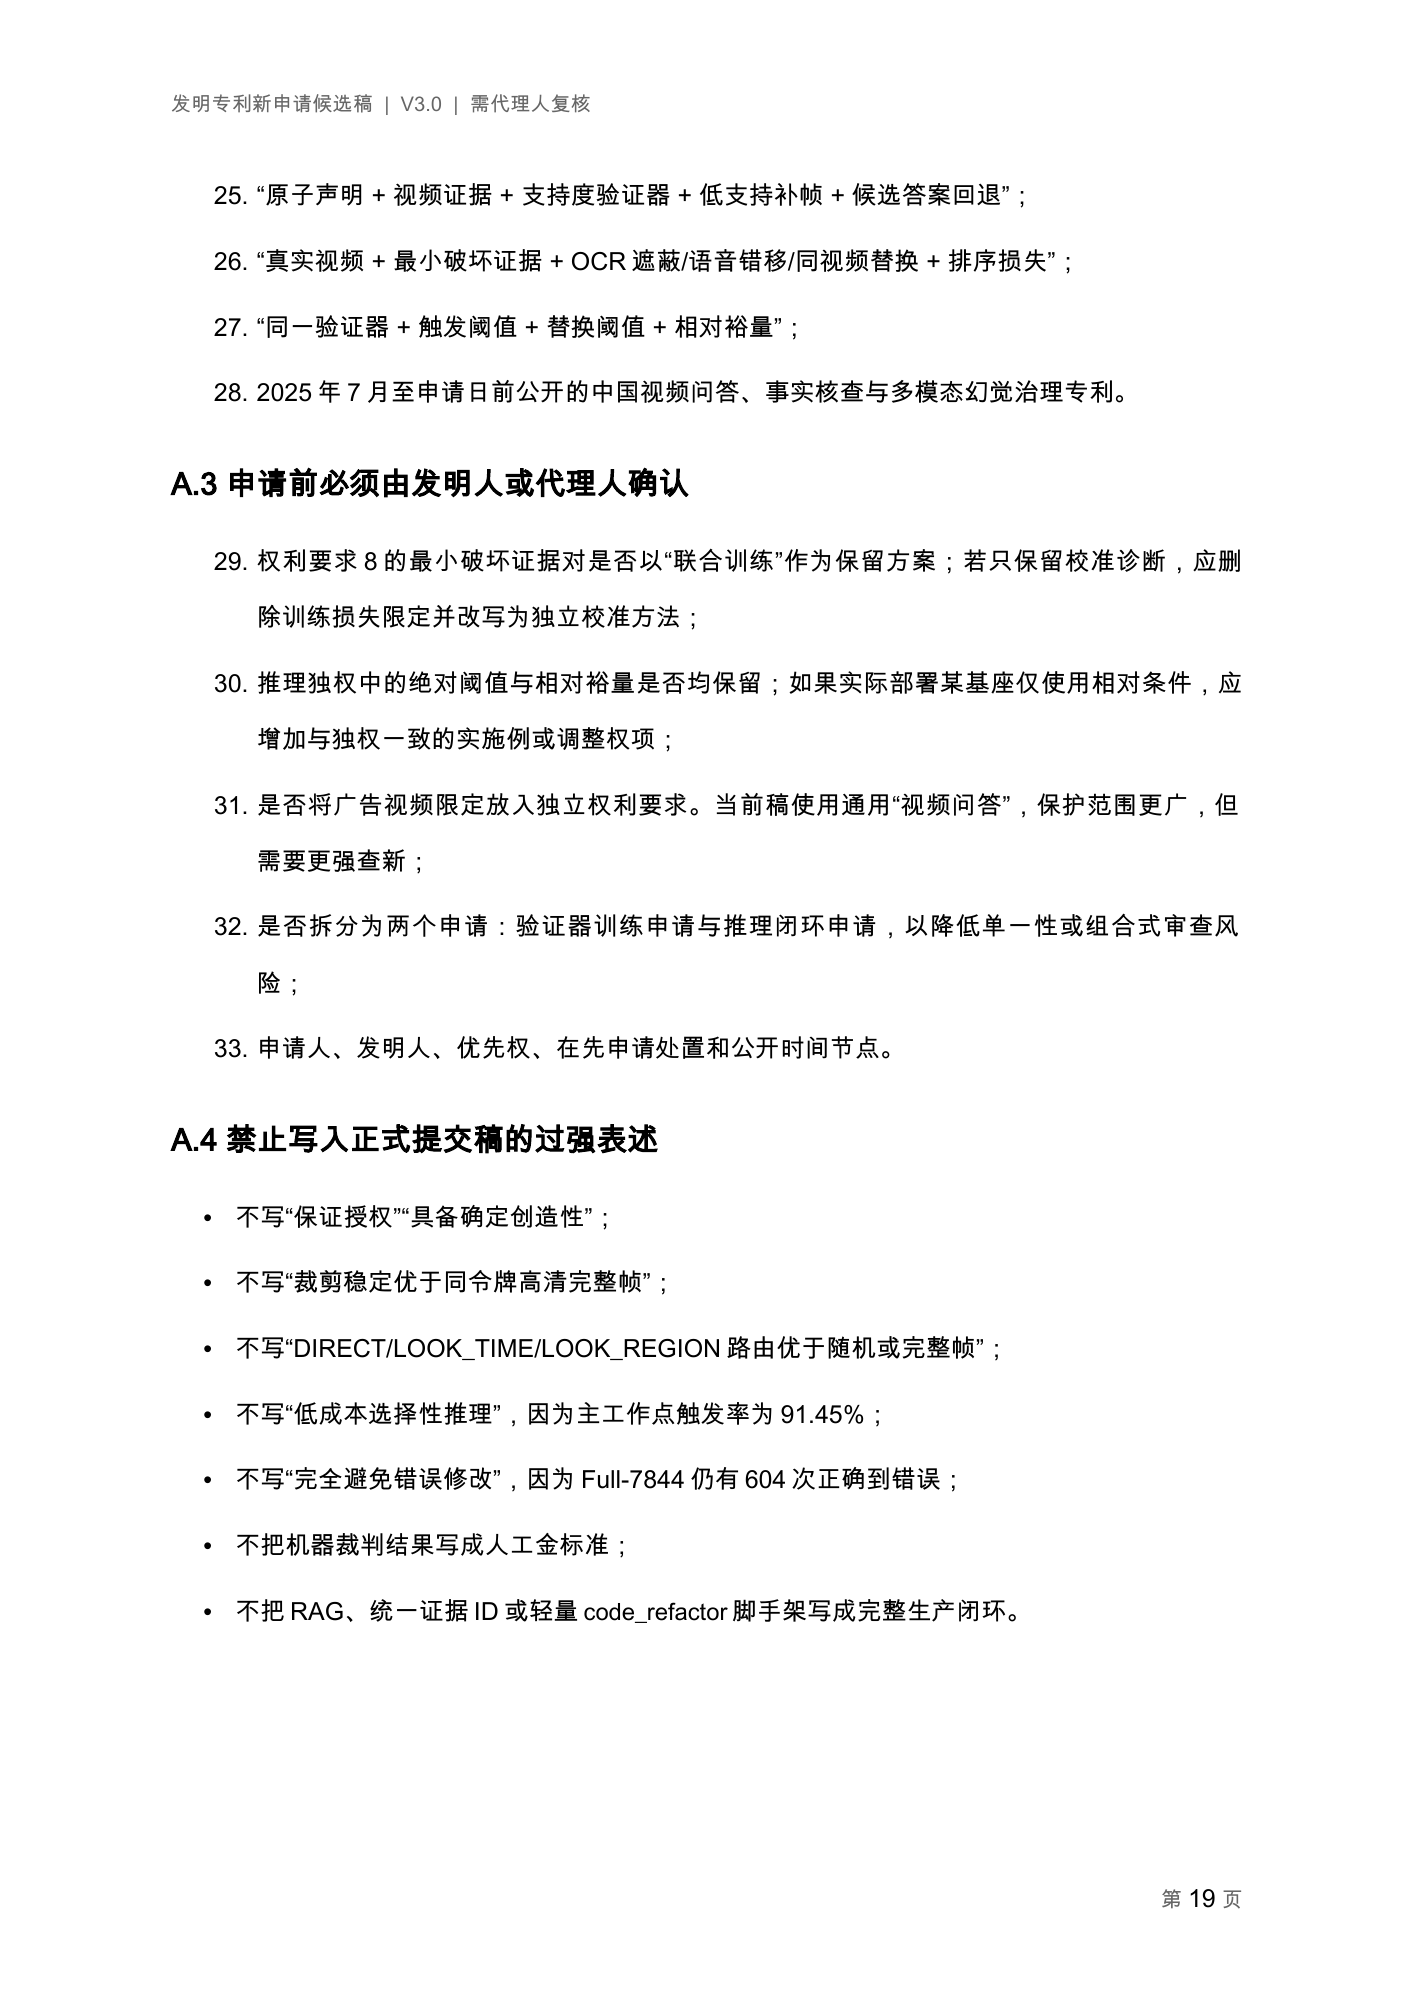 发明专利新申请候选稿 | V3.0 | 需代理人复核
25. “原子声明 + 视频证据 + 支持度验证器 + 低支持补帧 + 候选答案回退”；
26. “真实视频 + 最小破坏证据 + OCR 遮蔽/语音错移/同视频替换 + 排序损失”；
27. “同一验证器 + 触发阈值 + 替换阈值 + 相对裕量”；
28. 2025 年 7 月至申请日前公开的中国视频问答、事实核查与多模态幻觉治理专利。
A.3 申请前必须由发明人或代理人确认
29. 权利要求 8 的最小破坏证据对是否以“联合训练”作为保留方案；若只保留校准诊断，应删
除训练损失限定并改写为独立校准方法；
30. 推理独权中的绝对阈值与相对裕量是否均保留；如果实际部署某基座仅使用相对条件，应
增加与独权一致的实施例或调整权项；
31. 是否将广告视频限定放入独立权利要求。当前稿使用通用“视频问答”，保护范围更广，但
需要更强查新；
32. 是否拆分为两个申请：验证器训练申请与推理闭环申请，以降低单一性或组合式审查风
险；
33. 申请人、发明人、优先权、在先申请处置和公开时间节点。
A.4 禁止写入正式提交稿的过强表述
• 不写“保证授权”“具备确定创造性”；
• 不写“裁剪稳定优于同令牌高清完整帧”；
• 不写“DIRECT/LOOK_TIME/LOOK_REGION 路由优于随机或完整帧”；
• 不写“低成本选择性推理”，因为主工作点触发率为 91.45%；
• 不写“完全避免错误修改”，因为 Full-7844 仍有 604 次正确到错误；
• 不把机器裁判结果写成人工金标准；
• 不把 RAG、统一证据 ID 或轻量 code_refactor 脚手架写成完整生产闭环。
第 19 页